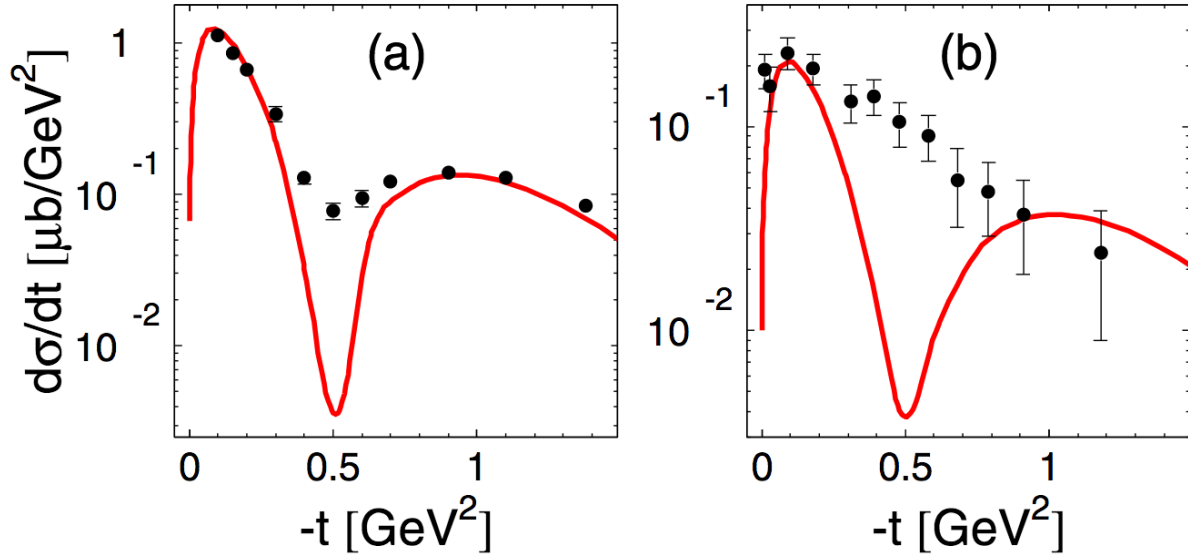 dσ/dt [μb/GeV²]
(a)
1
10⁻¹
10⁻²
0 0.5 1
-t [GeV²]
(b)
10⁻¹
10⁻²
0 0.5 1
-t [GeV²]